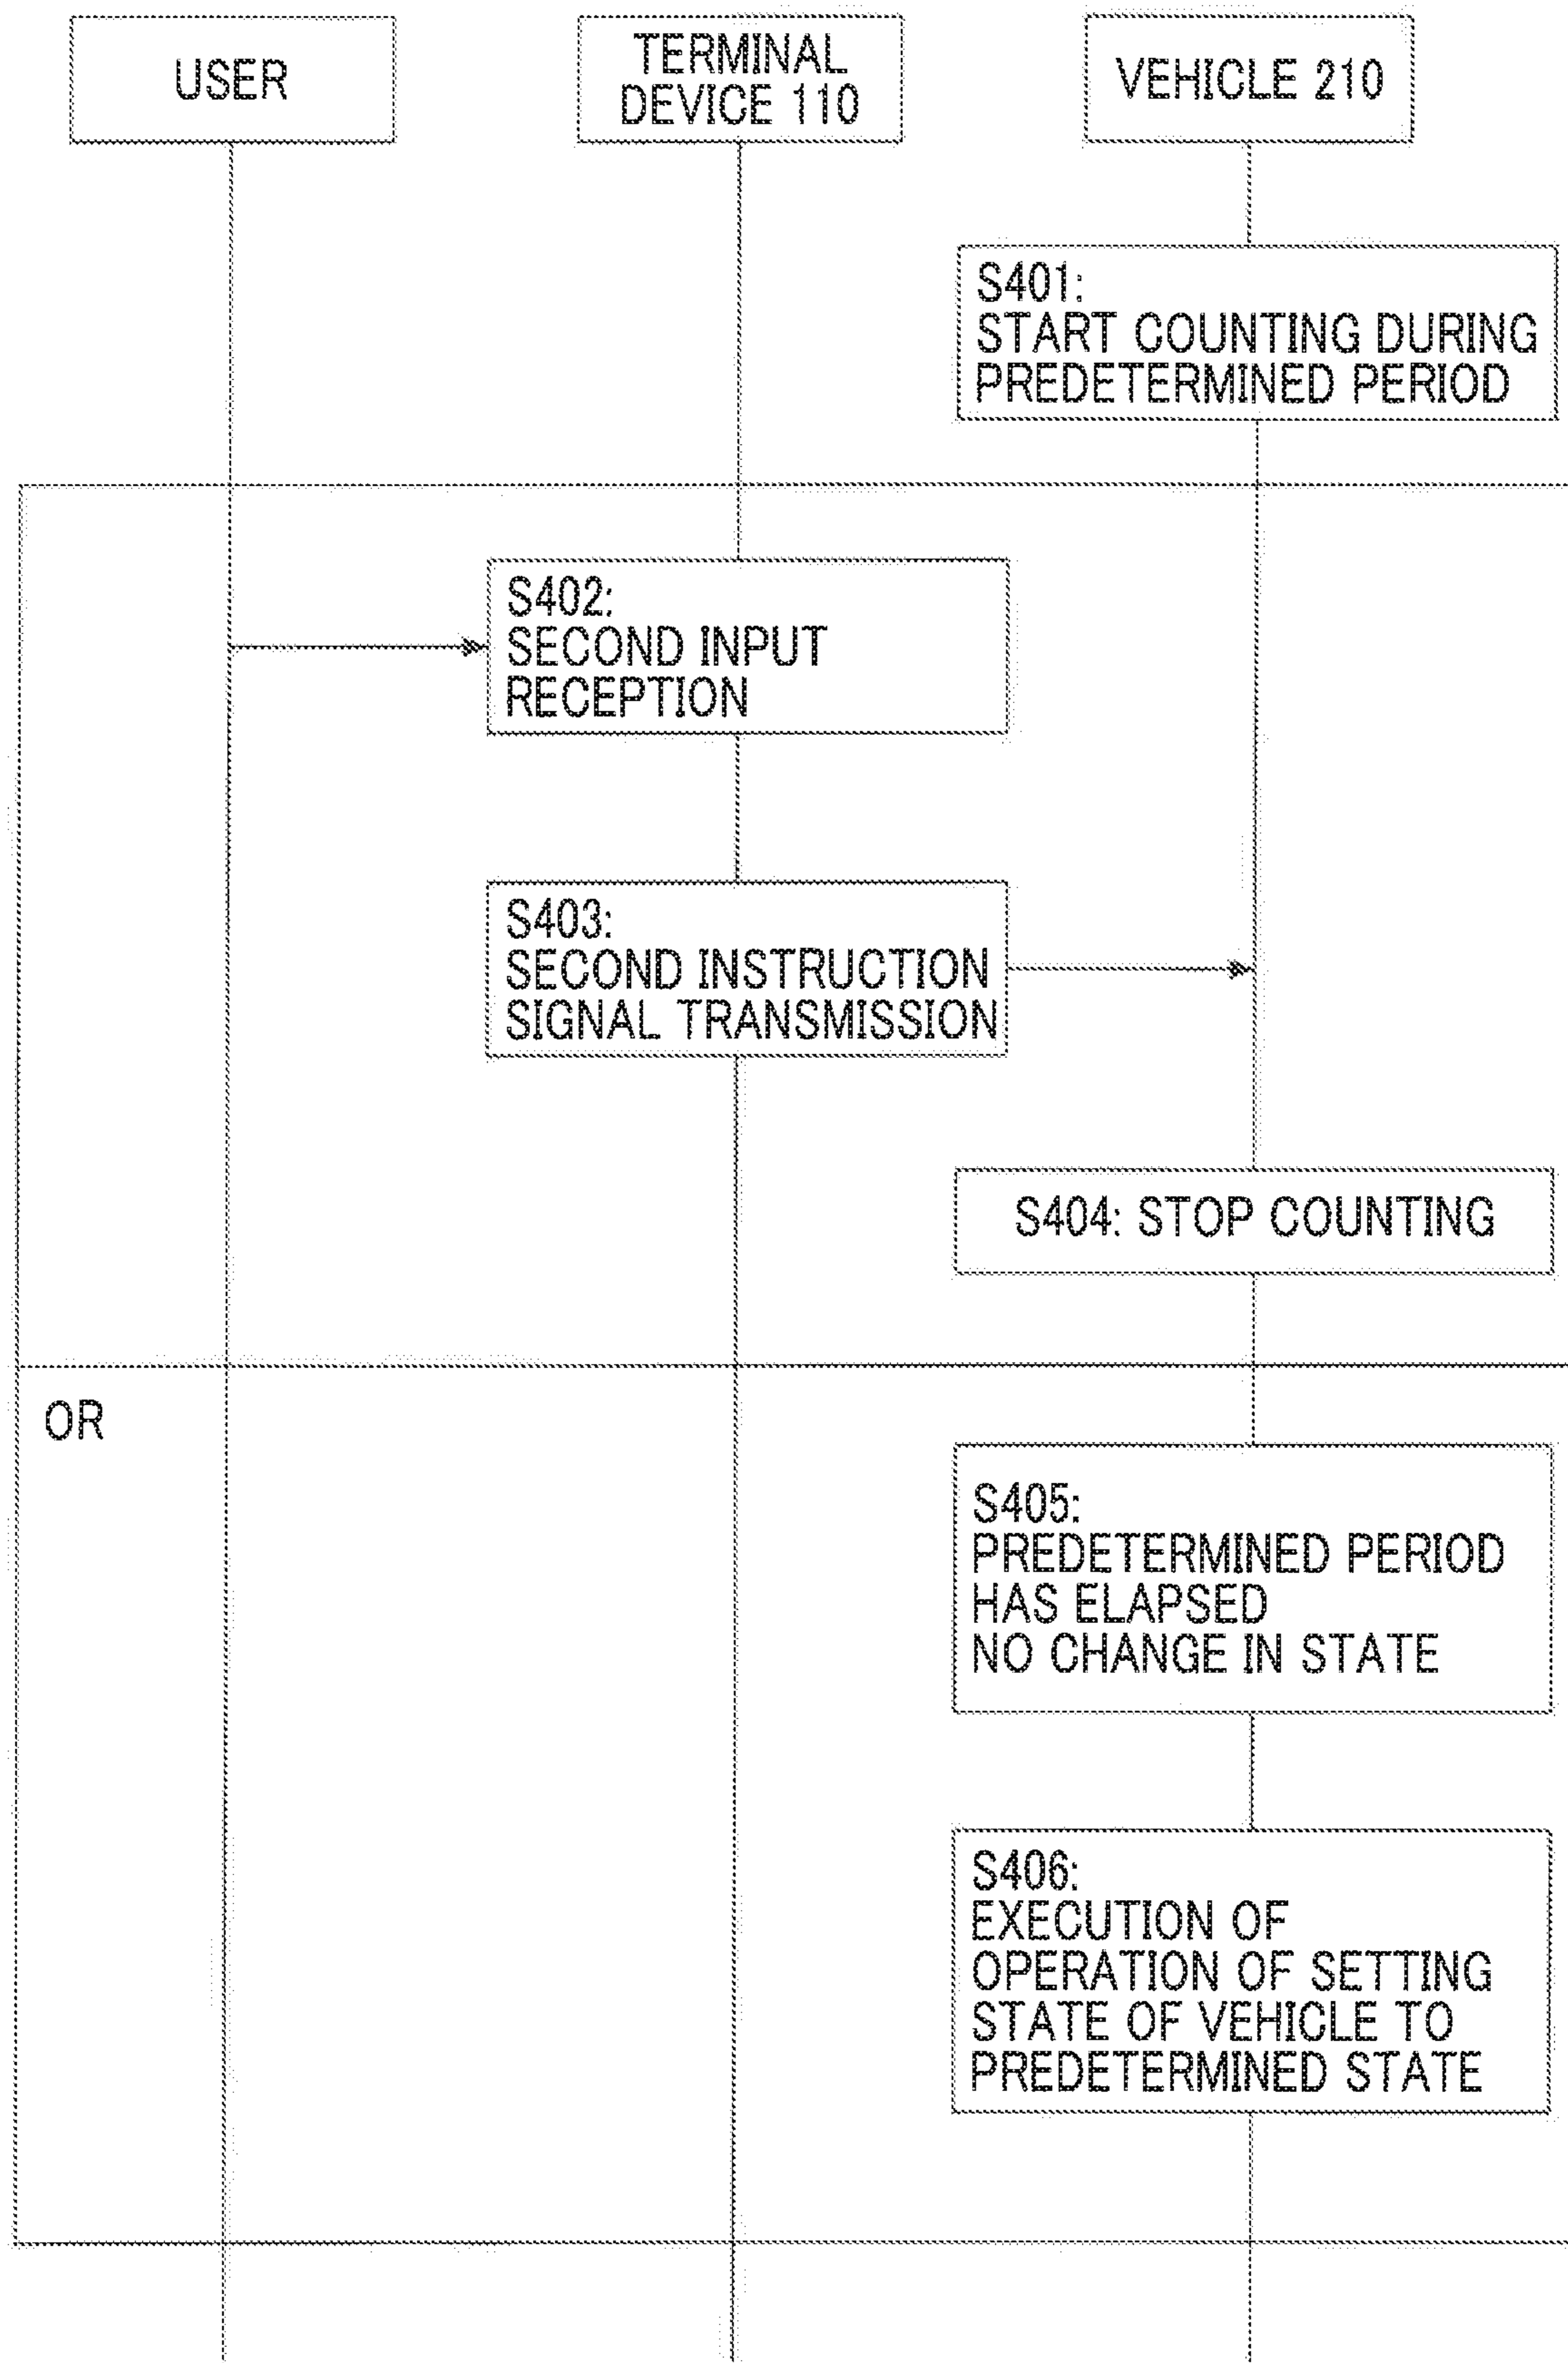 USER
TERMINAL
DEVICE 110
VEHICLE 210
S401:
START COUNTING DURING
PREDETERMINED PERIOD
S402:
SECOND INPUT
RECEPTION
S403:
SECOND INSTRUCTION
SIGNAL TRANSMISSION
S404: STOP COUNTING
OR
S405:
PREDETERMINED PERIOD
HAS ELAPSED
NO CHANGE IN STATE
S406:
EXECUTION OF
OPERATION OF SETTING
STATE OF VEHICLE TO
PREDETERMINED STATE